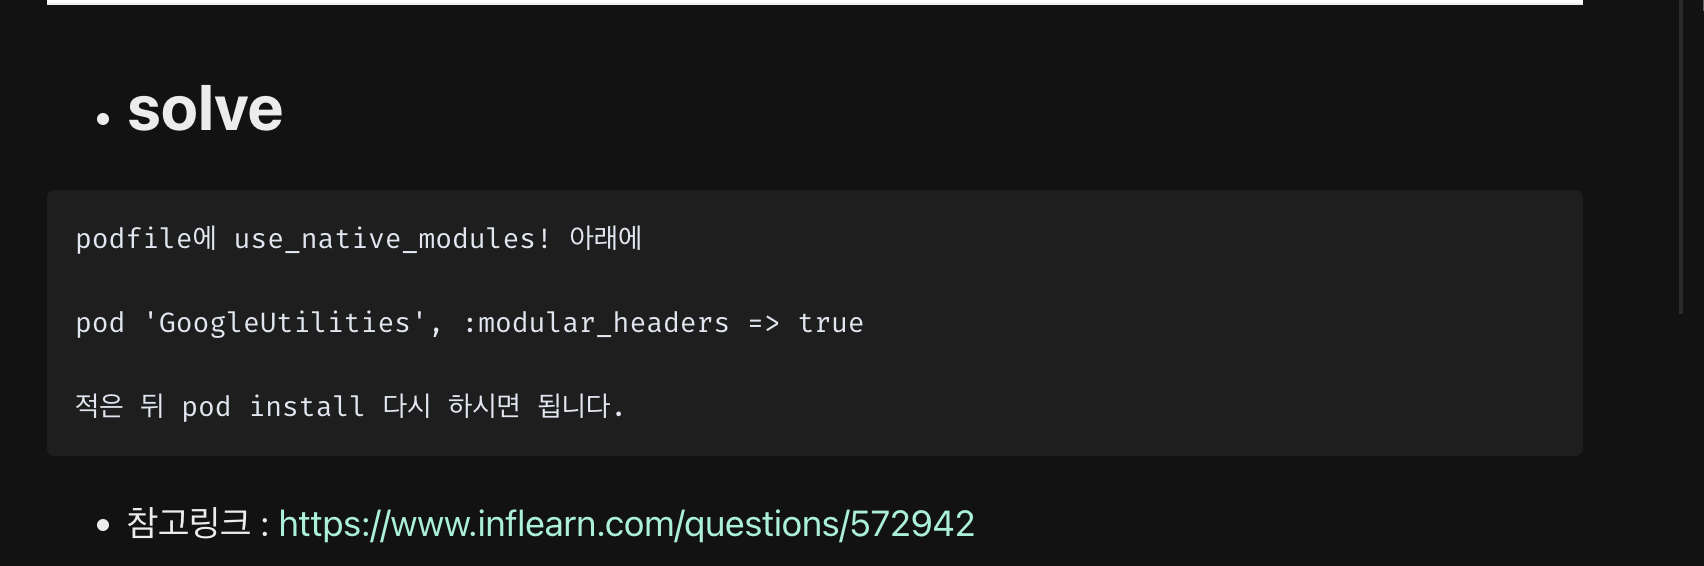 solve
podfile에 use_native_modules! 아래에
pod 'GoogleUtilities', :modular_headers => true
적은 뒤 pod install 다시 하시면 됩니다.
참고링크 : https://www.inflearn.com/questions/572942